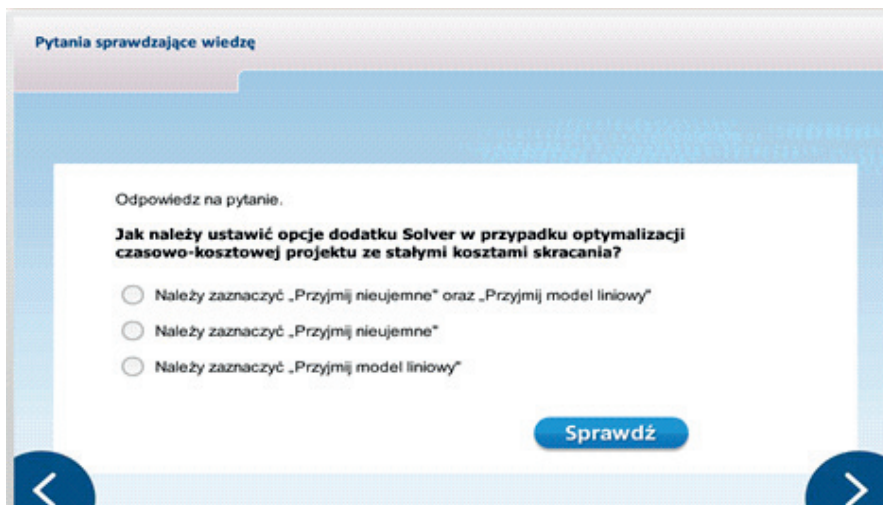 Pytania sprawdzające wiedzę
Odpowiedz na pytanie.
Jak należy ustawić opcje dodatku Solver w przypadku optymalizacji
czasowo-kosztowej projektu ze stałymi kosztami skracania?
Należy zaznaczyć „Przyjmij nieujemne" oraz „Przyjmij model liniowy"
Należy zaznaczyć „Przyjmij nieujemne"
Należy zaznaczyć „Przyjmij model liniowy"
Sprawdź